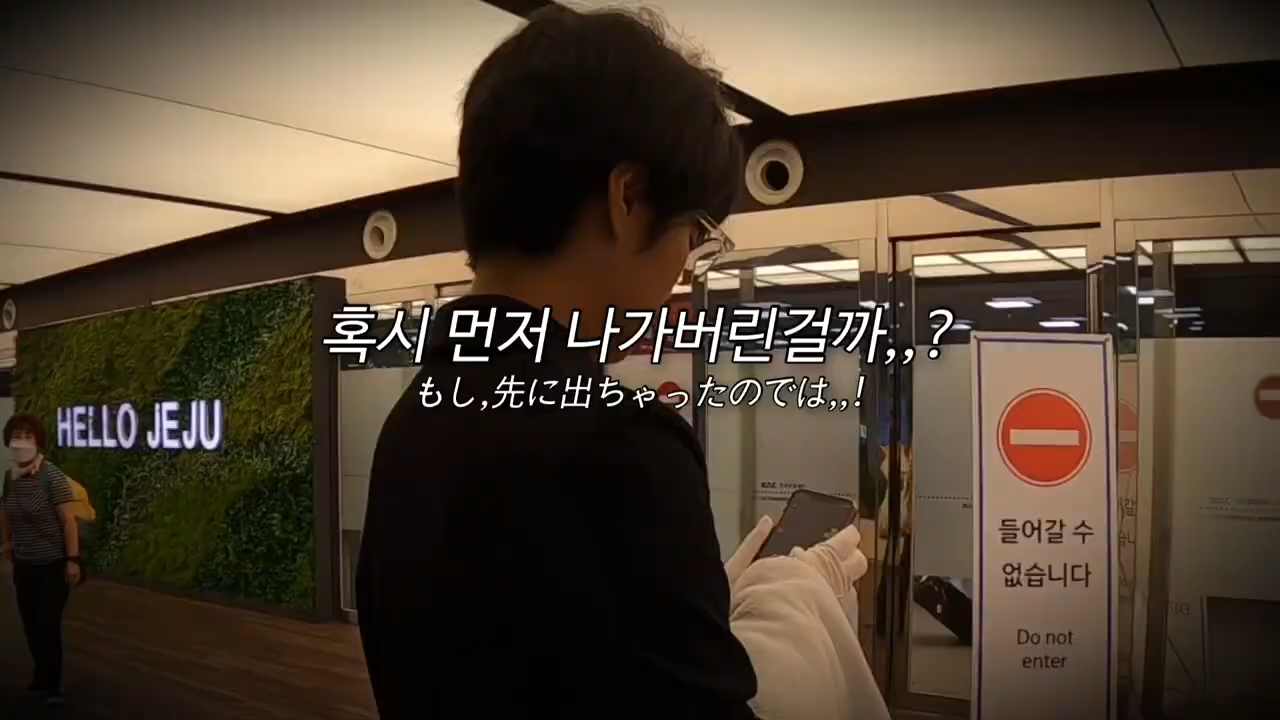 혹시 먼저 나가버린걸까,,?
もし,先に出ちゃったのでは,,!
HELLO JEJU
들어갈 수
없습니다
Do not
enter